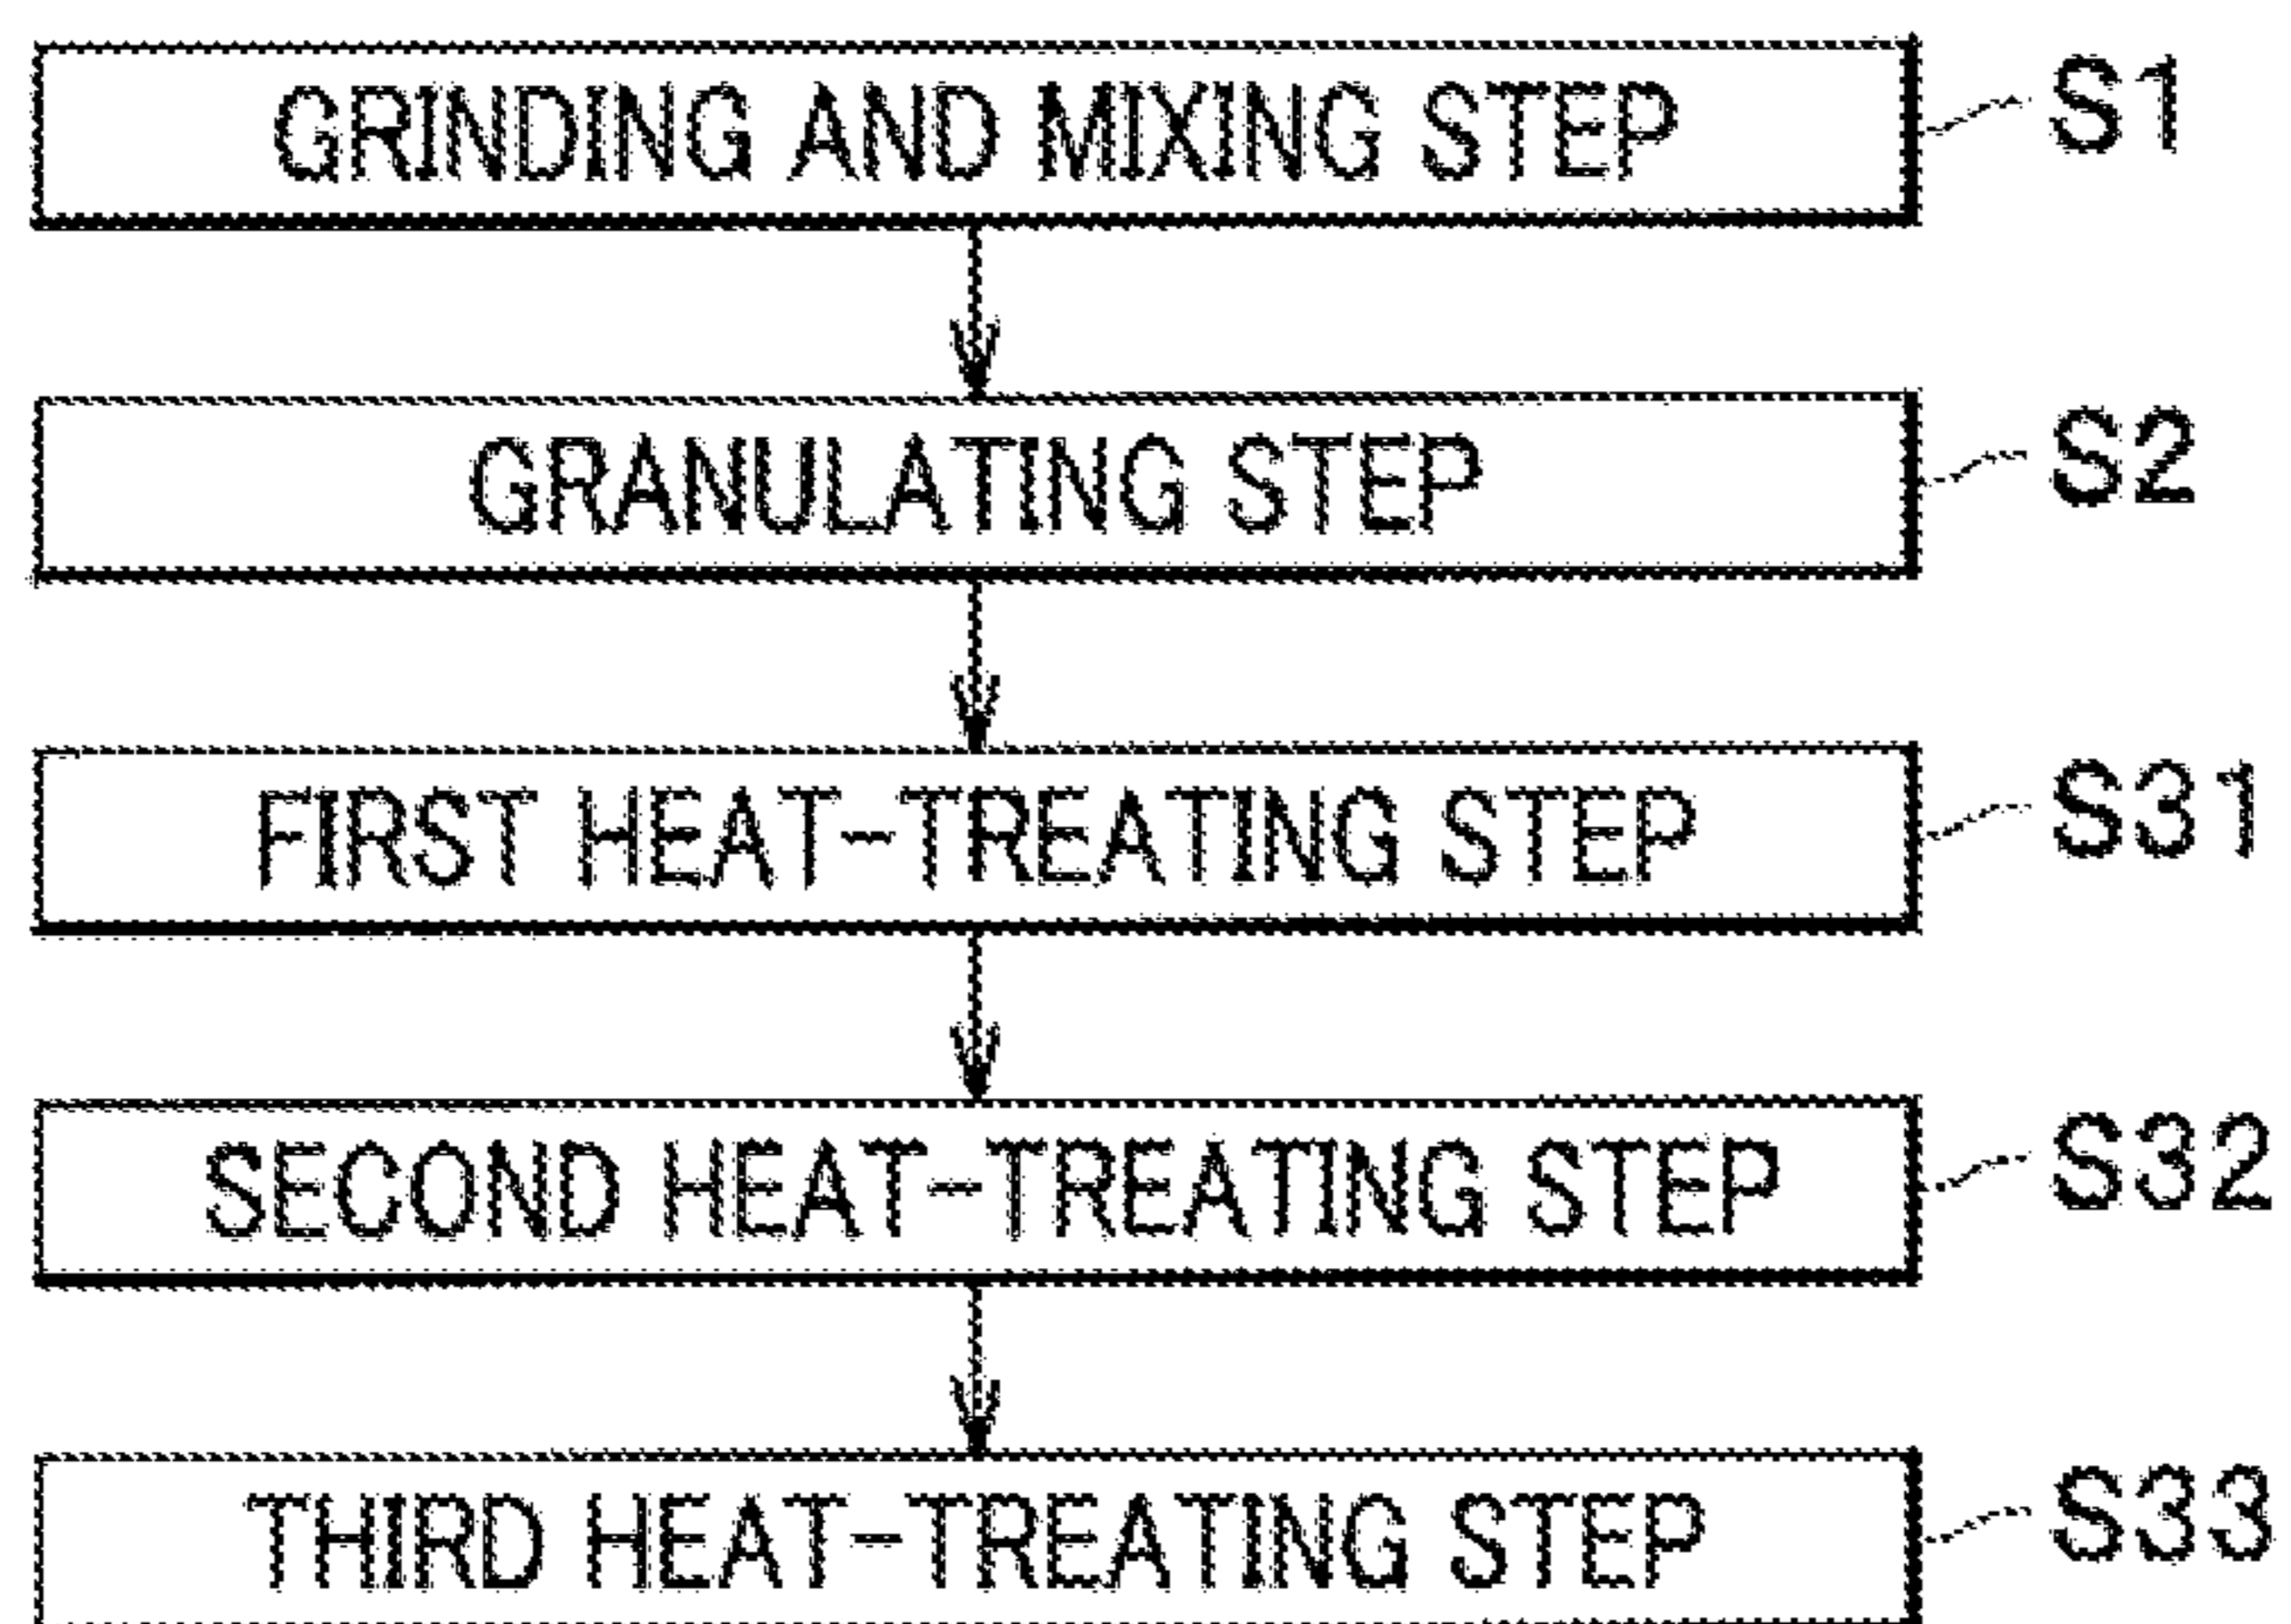 GRINDING AND MIXING STEP S1
GRANULATING STEP S2
FIRST HEAT-TREATING STEP S31
SECOND HEAT-TREATING STEP S32
THIRD HEAT-TREATING STEP S33